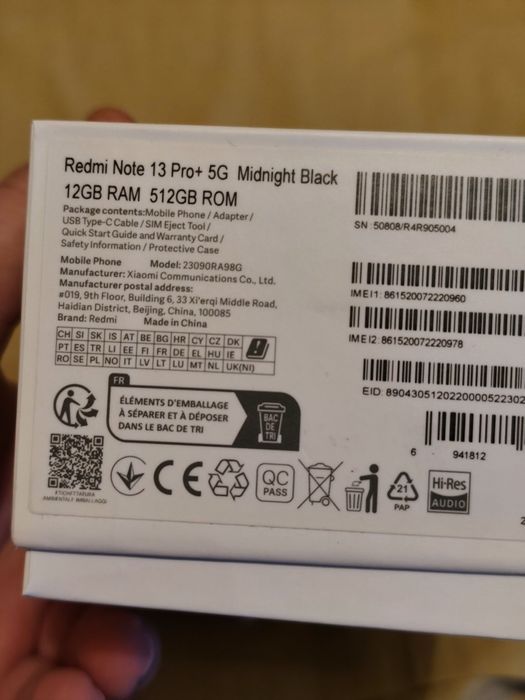 Redmi Note 13 Pro+ 5G Midnight Black
12GB RAM 512GB ROM
Package contents:Mobile Phone / Adapter /
USB Type-C Cable / SIM Eject Tool /
Quick Start Guide and Warranty Card /
Safety Information / Protective Case
Mobile Phone Model: 23090RA98G
Manufacturer: Xiaomi Communications Co., Ltd.
Manufacturer postal address:
#019, 9th Floor, Building 6, 33 Xi'erqi Middle Road,
Haidian District, Beijing, China, 100085
Brand: Redmi Made in China
CH SI SK IS AT BE BG HR CY CZ DK
PT ES TR LI EE FI FR DE EL HU IE
RO SE PL NO IT LV LT LU MT NL UK(NI)
SN: 50808/R4R905004
IMEI1: 861520072220960
IMEI2: 861520072220978
EID: 8904305120220000522302
6 941812
FR
ÉLÉMENTS D'EMBALLAGE
À SÉPARER ET À DÉPOSER
DANS LE BAC DE TRI
BAC
DE
TRI
ETICHETTATURA
AMBIENTALE IMBALLAGGI
CE
QC
PASS
21
PAP
Hi-Res
AUDIO